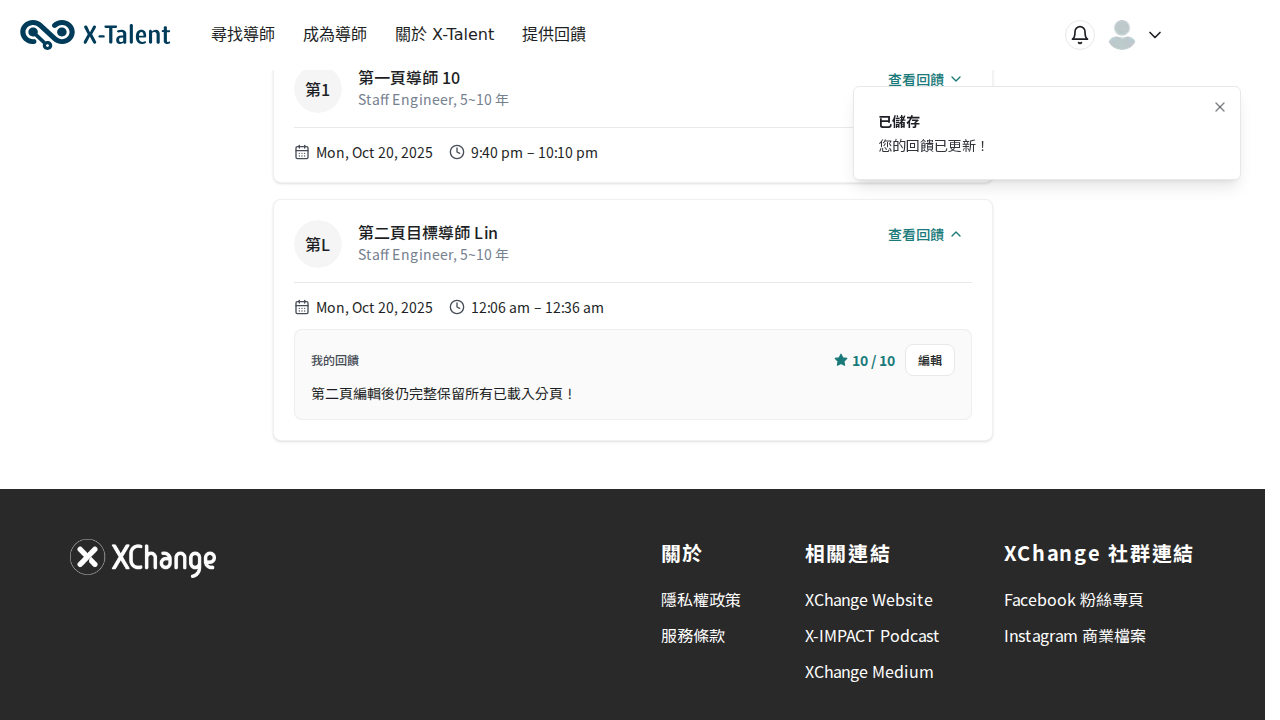 X-Talent
尋找導師
成為導師
關於 X-Talent
提供回饋
第1
第一頁導師 10
Staff Engineer, 5~10 年
查看回饋
Mon, Oct 20, 2025
9:40 pm – 10:10 pm
已儲存
您的回饋已更新！
第L
第二頁目標導師 Lin
Staff Engineer, 5~10 年
查看回饋
Mon, Oct 20, 2025
12:06 am – 12:36 am
我的回饋
10 / 10
編輯
第二頁編輯後仍完整保留所有已載入分頁！
XChange
關於
隱私權政策
服務條款
相關連結
XChange Website
X-IMPACT Podcast
XChange Medium
XChange 社群連結
Facebook 粉絲專頁
Instagram 商業檔案